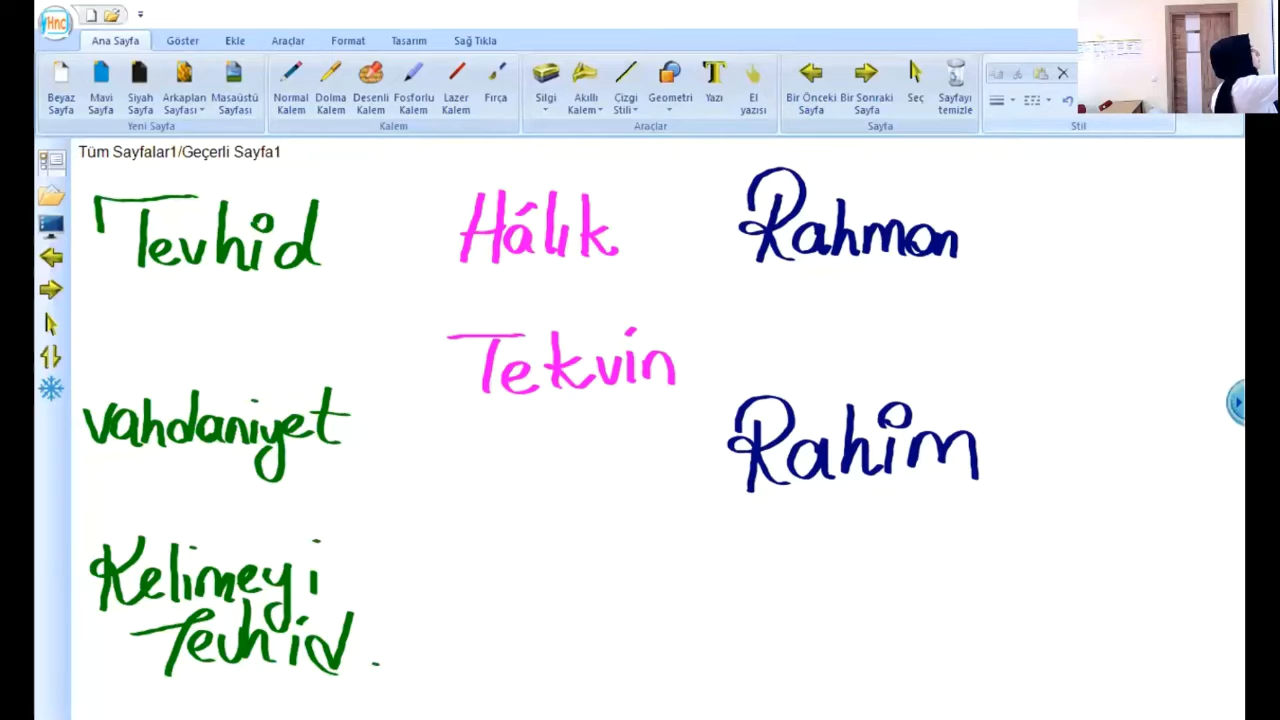 Hnc
Ana Sayfa Göster Ekle Araçlar Format Tasarım Sağ Tıkla
Beyaz Sayfa Mavi Sayfa Siyah Sayfa Arkaplan Sayfası Masaüstü Sayfası
Normal Kalem Dolma Kalem Desenli Kalem Fosforlu Kalem Lazer Kalem Fırça
Silgi Akıllı Kalem Çizgi Stili Geometri Yazı El yazısı
Bir Önceki Sayfa Bir Sonraki Sayfa Seç Sayfayı temizle
Yeni Sayfa Kalem Araçlar Sayfa Stil
Tüm Sayfalar1/Geçerli Sayfa1
Tevhid Hálık Rahman
Tekvin
vahdaniyet Rahim
Kelimeyi
Tevhid.